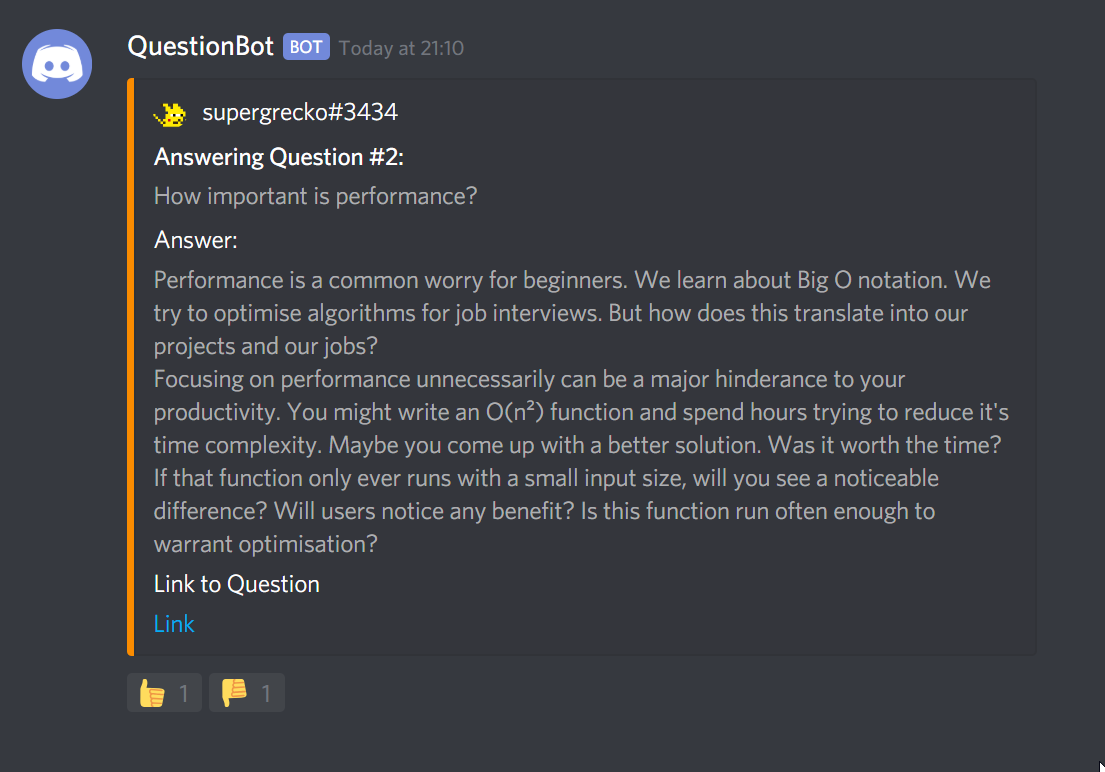 QuestionBot BOT Today at 21:10
supergrecko#3434
Answering Question #2:
How important is performance?
Answer:
Performance is a common worry for beginners. We learn about Big O notation. We
try to optimise algorithms for job interviews. But how does this translate into our
projects and our jobs?
Focusing on performance unnecessarily can be a major hinderance to your
productivity. You might write an O(n²) function and spend hours trying to reduce it's
time complexity. Maybe you come up with a better solution. Was it worth the time?
If that function only ever runs with a small input size, will you see a noticeable
difference? Will users notice any benefit? Is this function run often enough to
warrant optimisation?
Link to Question
Link
1 1